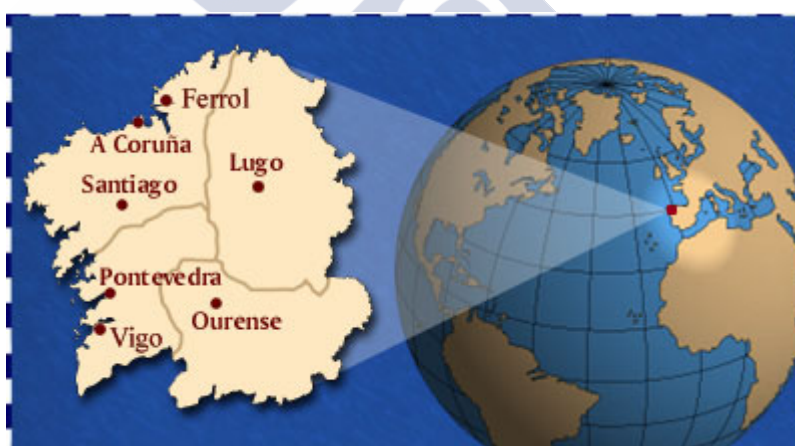 Ferrol
A Coruña
Lugo
Santiago
Pontevedra
Ourense
Vigo